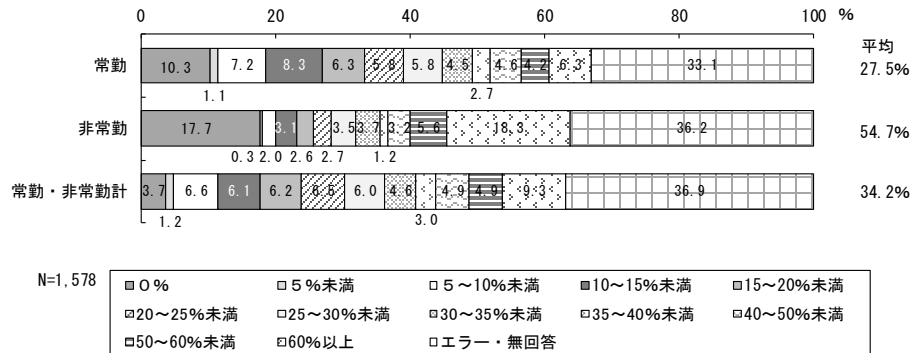 0 20 40 60 80 100 %
平均
常勤 10.3 7.2 8.3 6.3 5.8 5.8 4.5 4.6 4.2 6.3 33.1 27.5%
1.1 2.7
非常勤 17.7 3.1 3.5 3.7 3.2 5.6 18.3 36.2 54.7%
0.3 2.0 2.6 2.7 1.2
常勤・非常勤計 3.7 6.6 6.1 6.2 6.5 6.0 4.6 4.9 4.9 9.3 36.9 34.2%
1.2 3.0
N=1,578
０％ ５％未満 ５～10％未満 10～15％未満 15～20％未満
20～25％未満 25～30％未満 30～35％未満 35～40％未満 40～50％未満
50～60％未満 60％以上 エラー・無回答